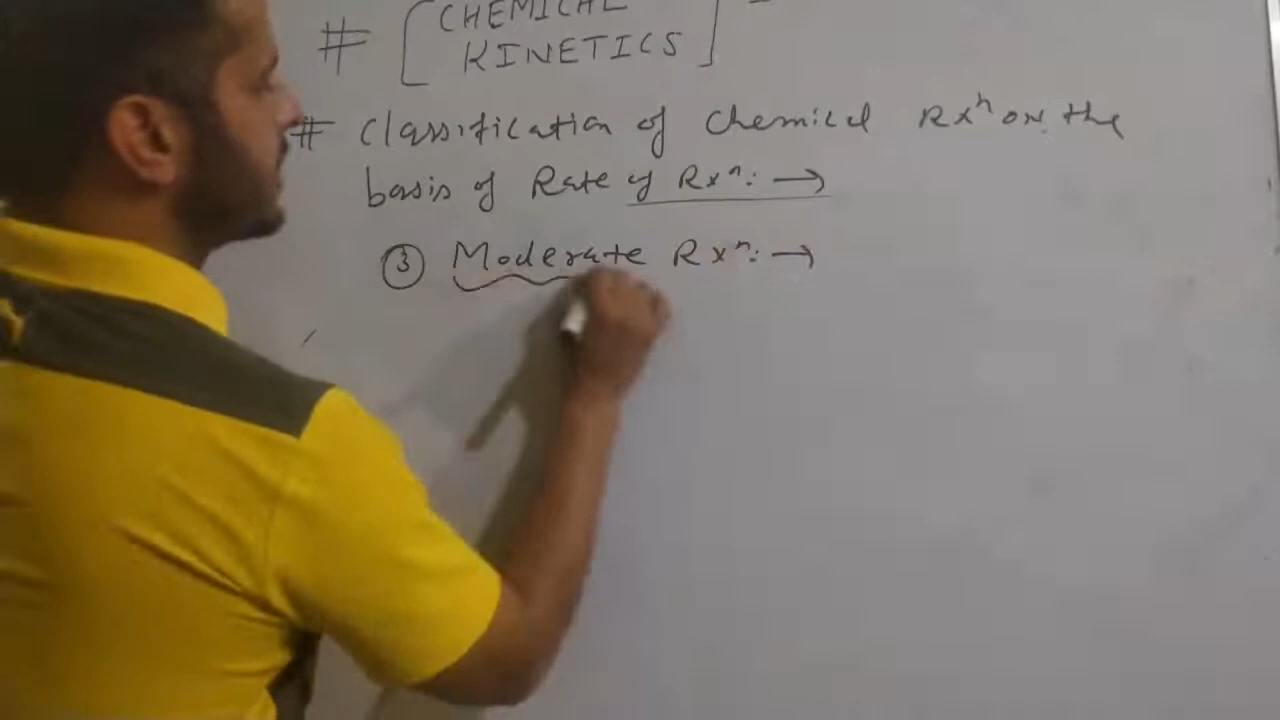 # [CHEMICAL
KINETICS]
# Classification of Chemical Rxⁿ on the
basis of Rate of Rxⁿ: →
③ Moderate Rxⁿ: →